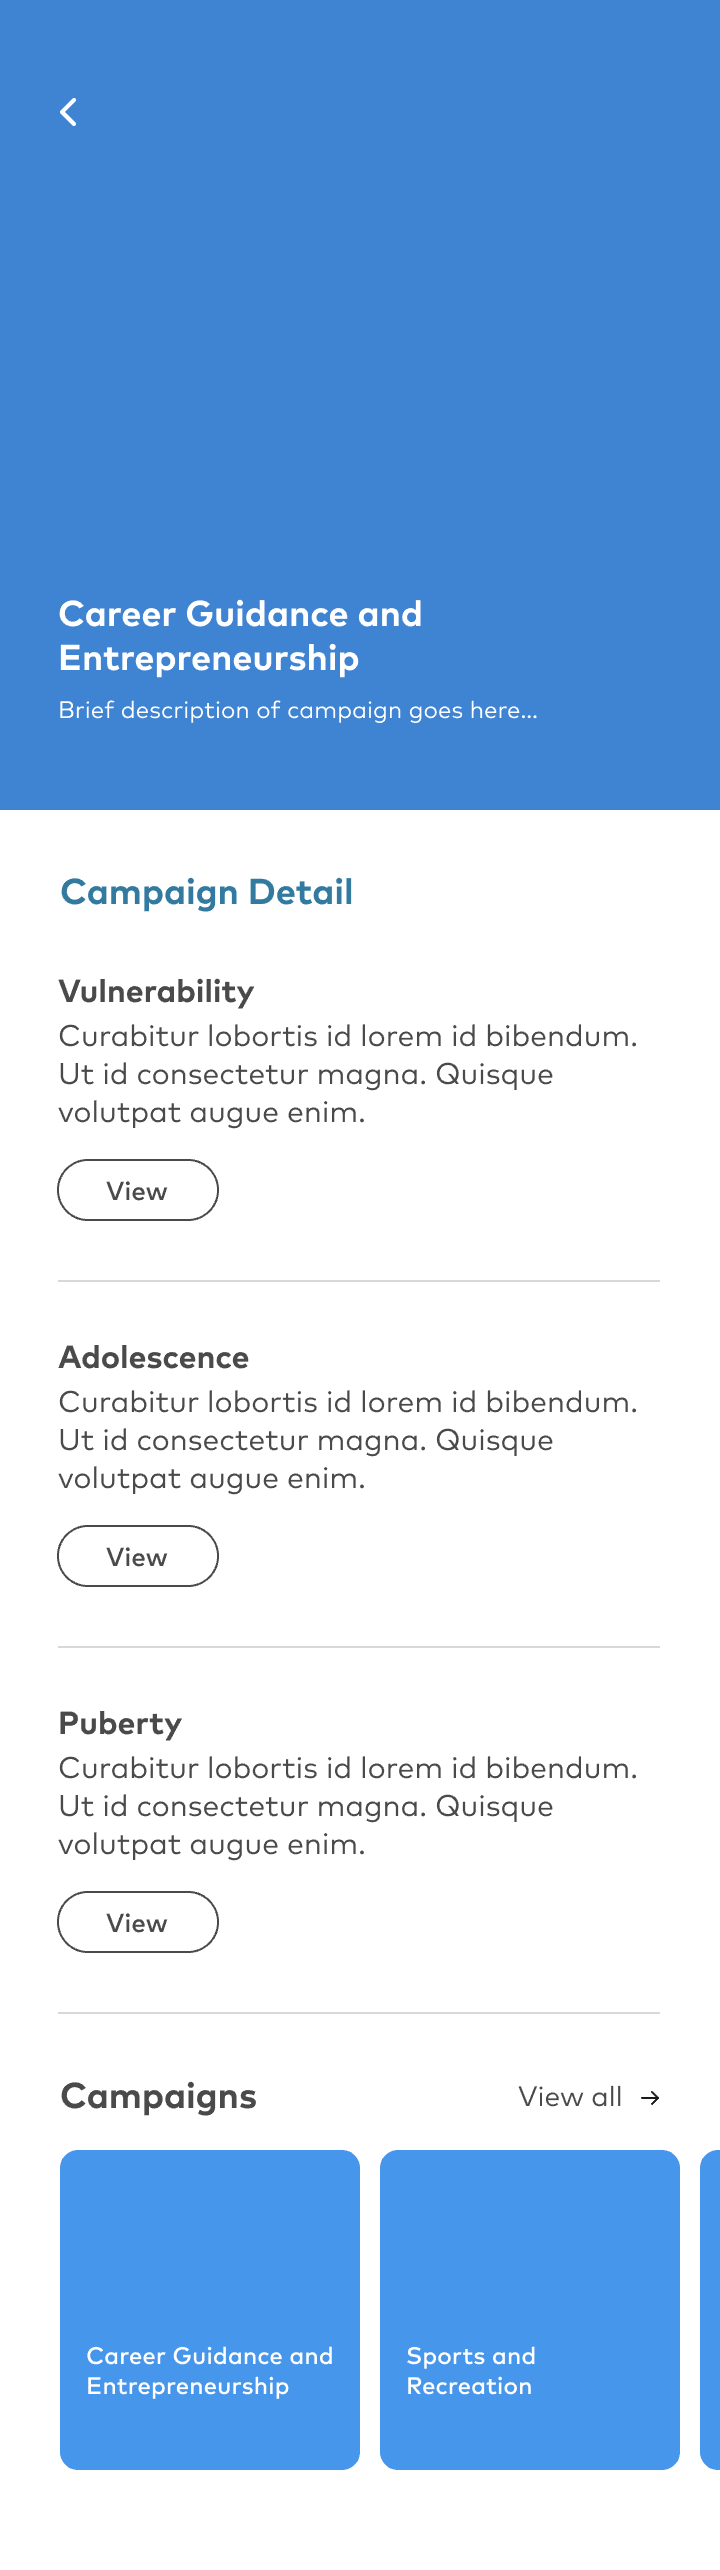 Career Guidance and
Entrepreneurship
Brief description of campaign goes here...
Campaign Detail
Vulnerability
Curabitur lobortis id lorem id bibendum.
Ut id consectetur magna. Quisque
volutpat augue enim.
View
Adolescence
Curabitur lobortis id lorem id bibendum.
Ut id consectetur magna. Quisque
volutpat augue enim.
View
Puberty
Curabitur lobortis id lorem id bibendum.
Ut id consectetur magna. Quisque
volutpat augue enim.
View
Campaigns
View all
Career Guidance and
Entrepreneurship
Sports and
Recreation